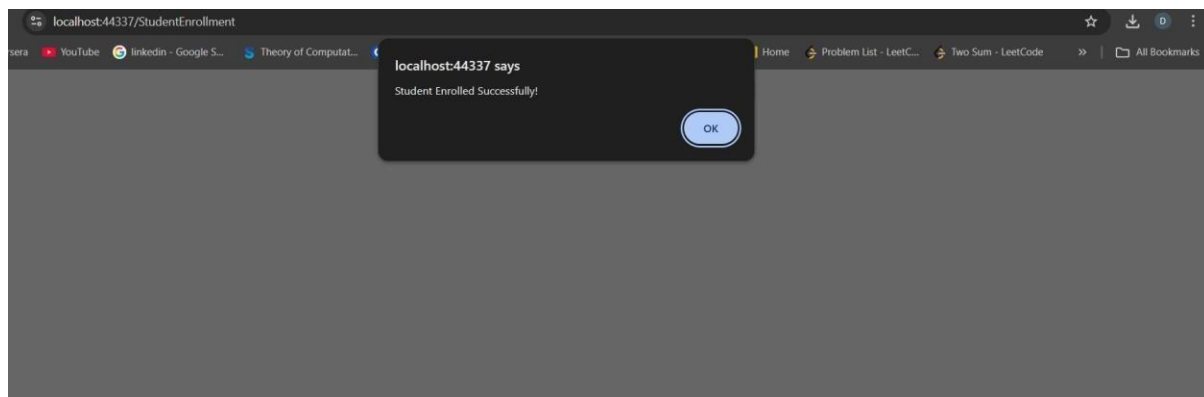 localhost:44337/StudentEnrollment
D
rsera YouTube linkedin - Google S... Theory of Computat... Home Problem List - LeetC... Two Sum - LeetCode » All Bookmarks
localhost:44337 says
Student Enrolled Successfully!
OK